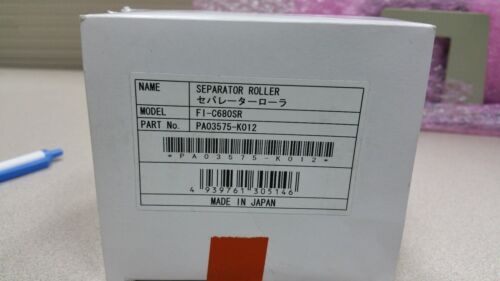 NAME SEPARATOR ROLLER
セパレーターローラ
MODEL FI-C680SR
PART No. PA03575-K012
*PA03575-K012*
4 939761 305146
MADE IN JAPAN